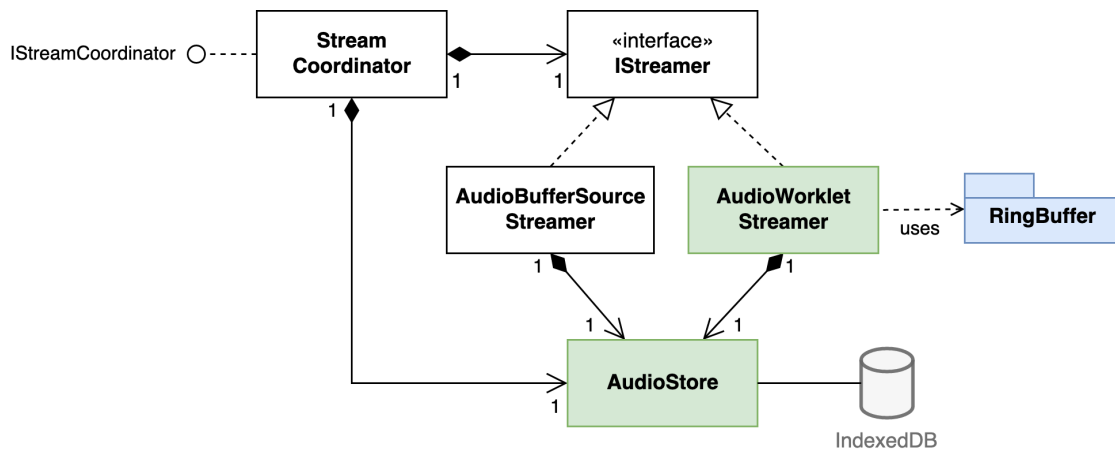 IStreamCoordinator
Stream
Coordinator
1
1
1
«interface»
IStreamer
AudioBufferSource
Streamer
AudioWorklet
Streamer
uses
RingBuffer
1
1
1
1
AudioStore
1
IndexedDB